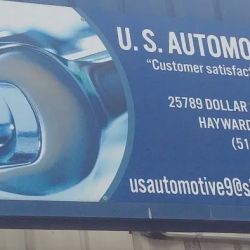 U. S. AUTOMO
"Customer satisfac
25789 DOLLAR
HAYWARD
(51
usautomotive9@s